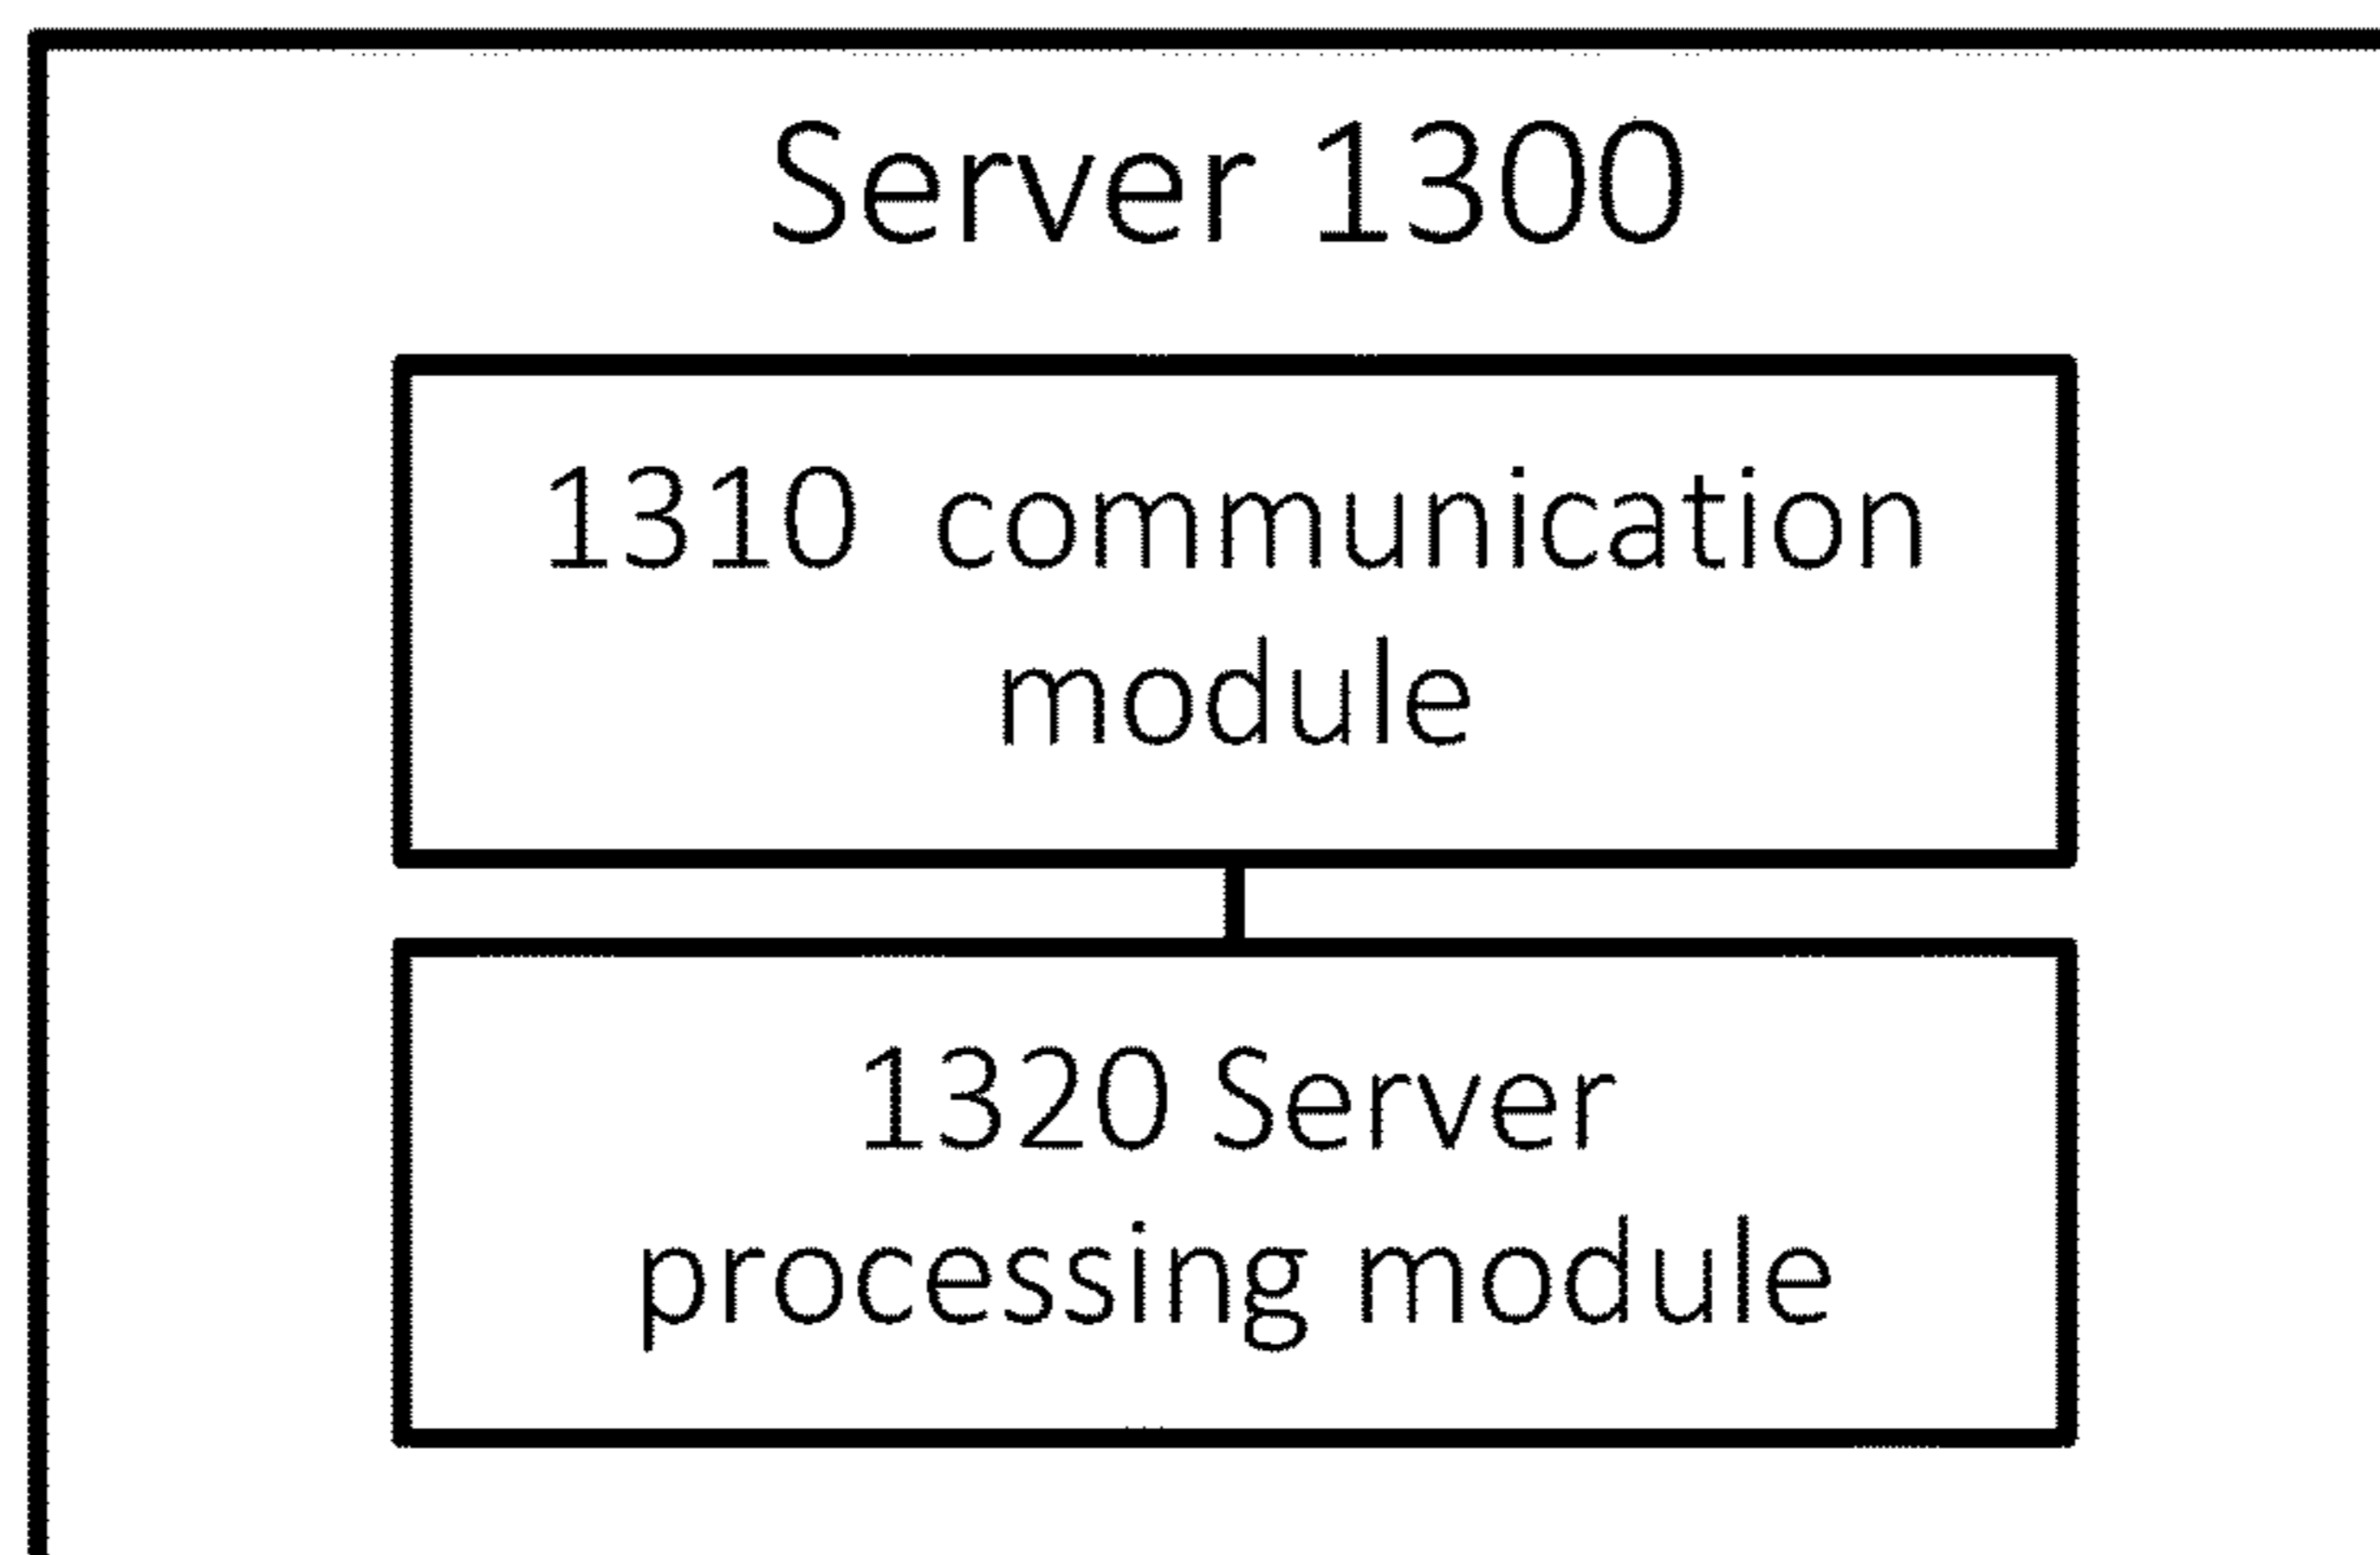 Server 1300
1310 communication
module
1320 Server
processing module